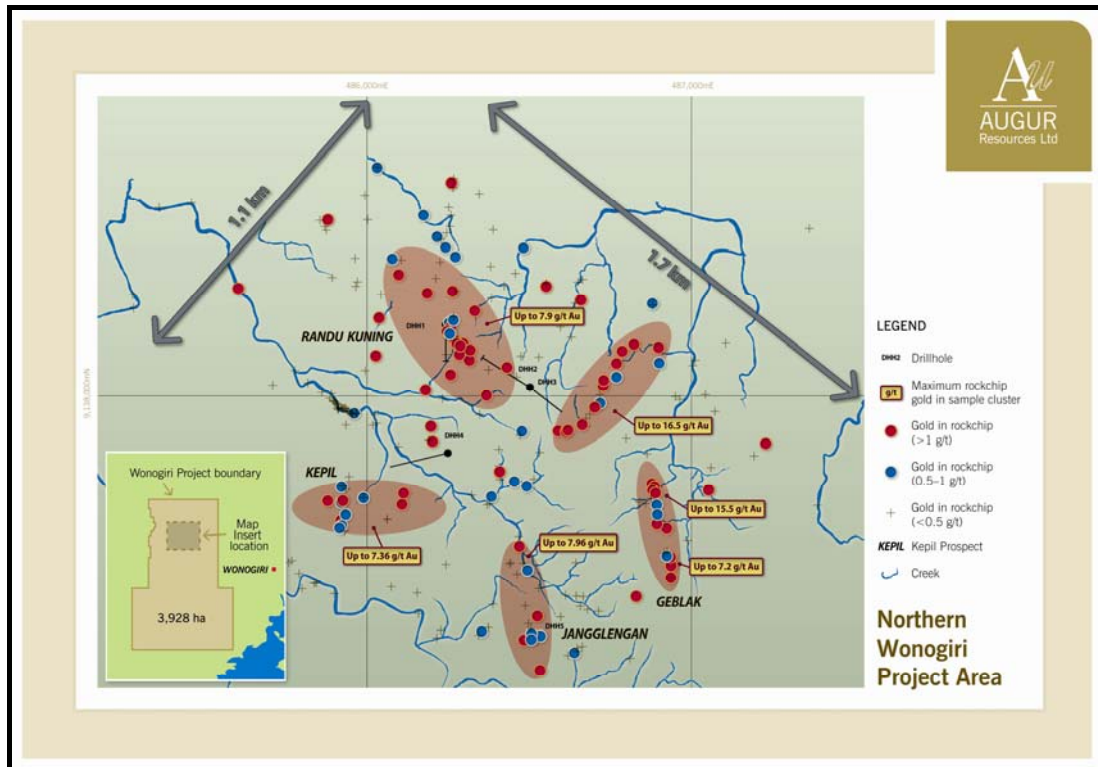 Au
AUGUR
Resources Ltd
486,000mE
487,000mE
9,138,000mN
1.1 km
1.7 km
RANDU KUNING
DHH1
Up to 7.9 g/t Au
DHH2
DHH3
Up to 16.5 g/t Au
DHH4
KEPIL
Up to 7.36 g/t Au
Up to 15.5 g/t Au
Up to 7.96 g/t Au
Up to 7.2 g/t Au
GEBLAK
DHH5
JANGGLENGAN
Wonogiri Project boundary
Map
Insert
location
WONOGIRI
3,928 ha
LEGEND
DHH2 Drillhole
g/t Maximum rockchip
gold in sample cluster
Gold in rockchip
(>1 g/t)
Gold in rockchip
(0.5–1 g/t)
Gold in rockchip
(<0.5 g/t)
KEPIL Kepil Prospect
Creek
Northern
Wonogiri
Project Area